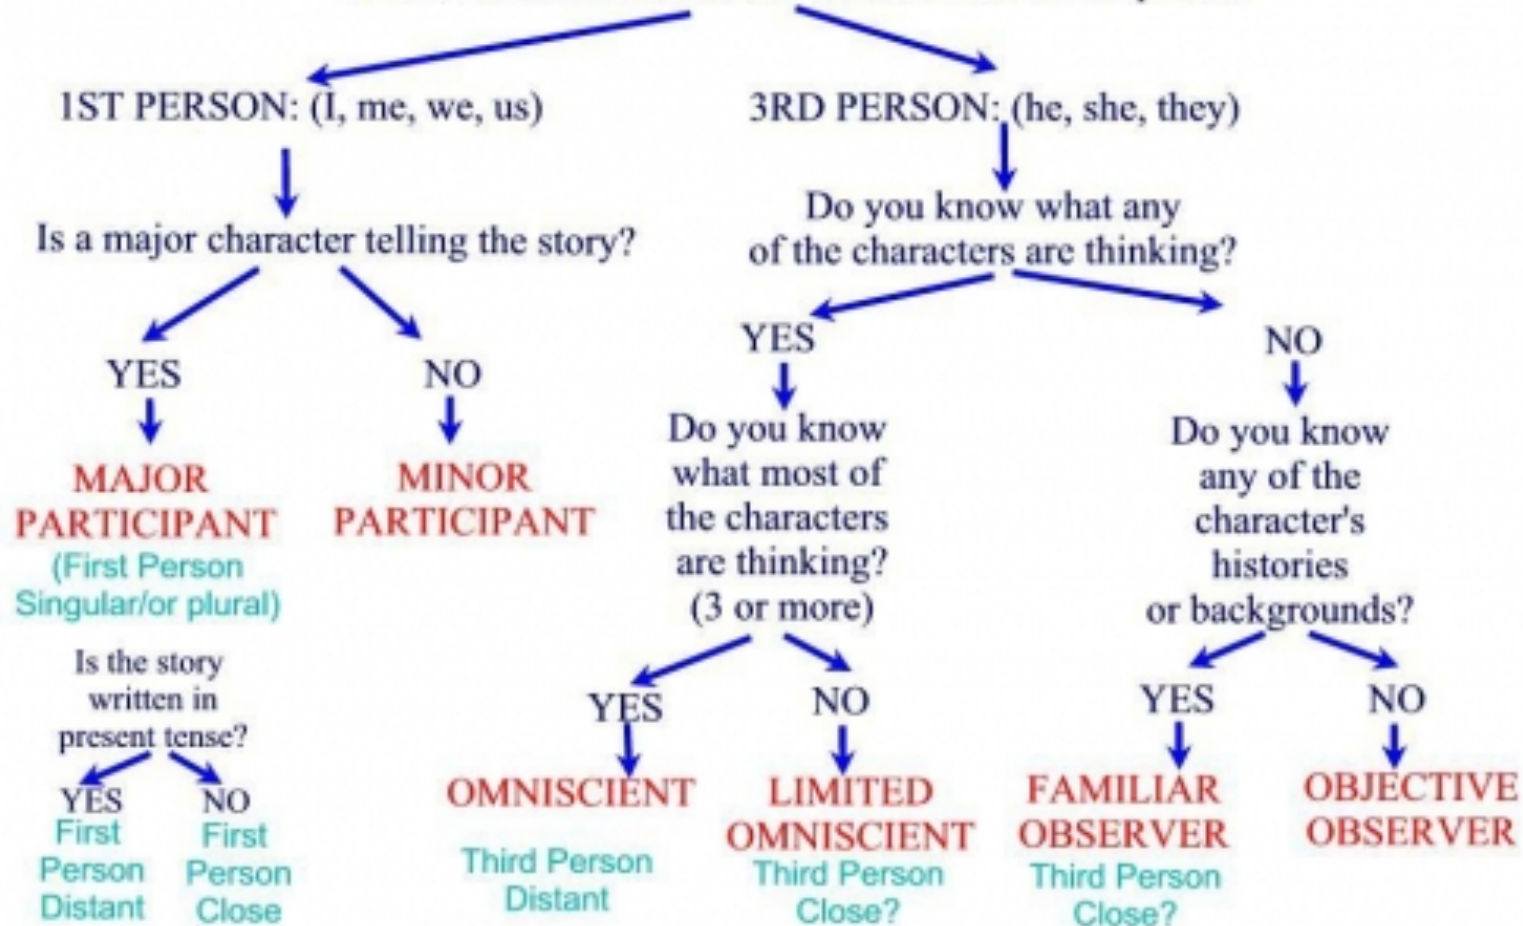 1ST PERSON: (I, me, we, us)
3RD PERSON: (he, she, they)
Is a major character telling the story?
Do you know what any
of the characters are thinking?
YES
NO
MAJOR
PARTICIPANT
(First Person
Singular/or plural)
MINOR
PARTICIPANT
Is the story
written in
present tense?
YES
First
Person
Distant
NO
First
Person
Close
YES
Do you know
what most of
the characters
are thinking?
(3 or more)
YES
OMNISCIENT
Third Person
Distant
NO
LIMITED
OMNISCIENT
Third Person
Close?
NO
Do you know
any of the
character's
histories
or backgrounds?
YES
FAMILIAR
OBSERVER
Third Person
Close?
NO
OBJECTIVE
OBSERVER